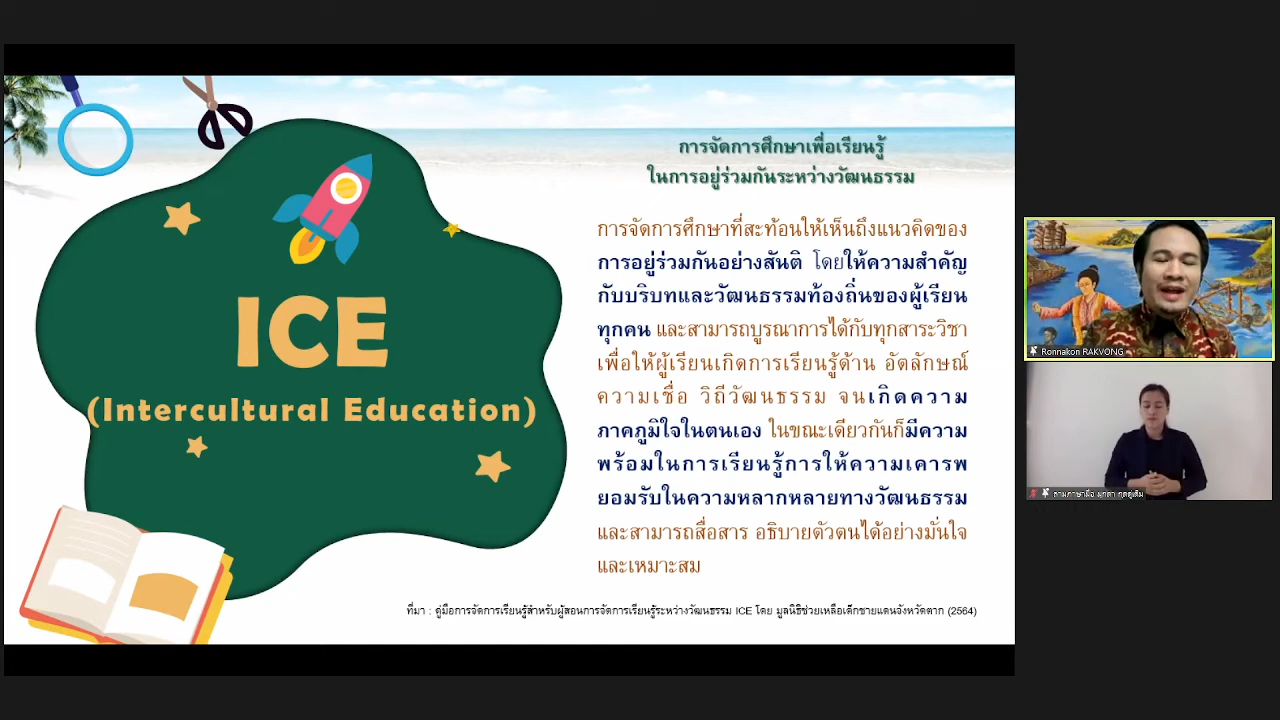 ICE
(Intercultural Education)
การจัดการศึกษาเพื่อเรียนรู้
ในการอยู่ร่วมกันระหว่างวัฒนธรรม
การจัดการศึกษาที่สะท้อนให้เห็นถึงแนวคิดของ
การอยู่ร่วมกันอย่างสันติ โดยให้ความสำคัญ
กับบริบทและวัฒนธรรมท้องถิ่นของผู้เรียน
ทุกคน และสามารถบูรณาการได้กับทุกสาระวิชา
เพื่อให้ผู้เรียนเกิดการเรียนรู้ด้าน อัตลักษณ์
ความเชื่อ วิถีวัฒนธรรม จนเกิดความ
ภาคภูมิใจในตนเอง ในขณะเดียวกันก็มีความ
พร้อมในการเรียนรู้การให้ความเคารพ
ยอมรับในความหลากหลายทางวัฒนธรรม
และสามารถสื่อสาร อธิบายตัวตนได้อย่างมั่นใจ
และเหมาะสม
ที่มา : คู่มือการจัดการเรียนรู้สำหรับผู้สอนการจัดการเรียนรู้ระหว่างวัฒนธรรม ICE โดย มูลนิธิช่วยเหลือเด็กชายแดนจังหวัดตาก (2564)
Ronnakon RAKVONG
ล่ามภาษามือ มุกดา กุดคู่เดิม